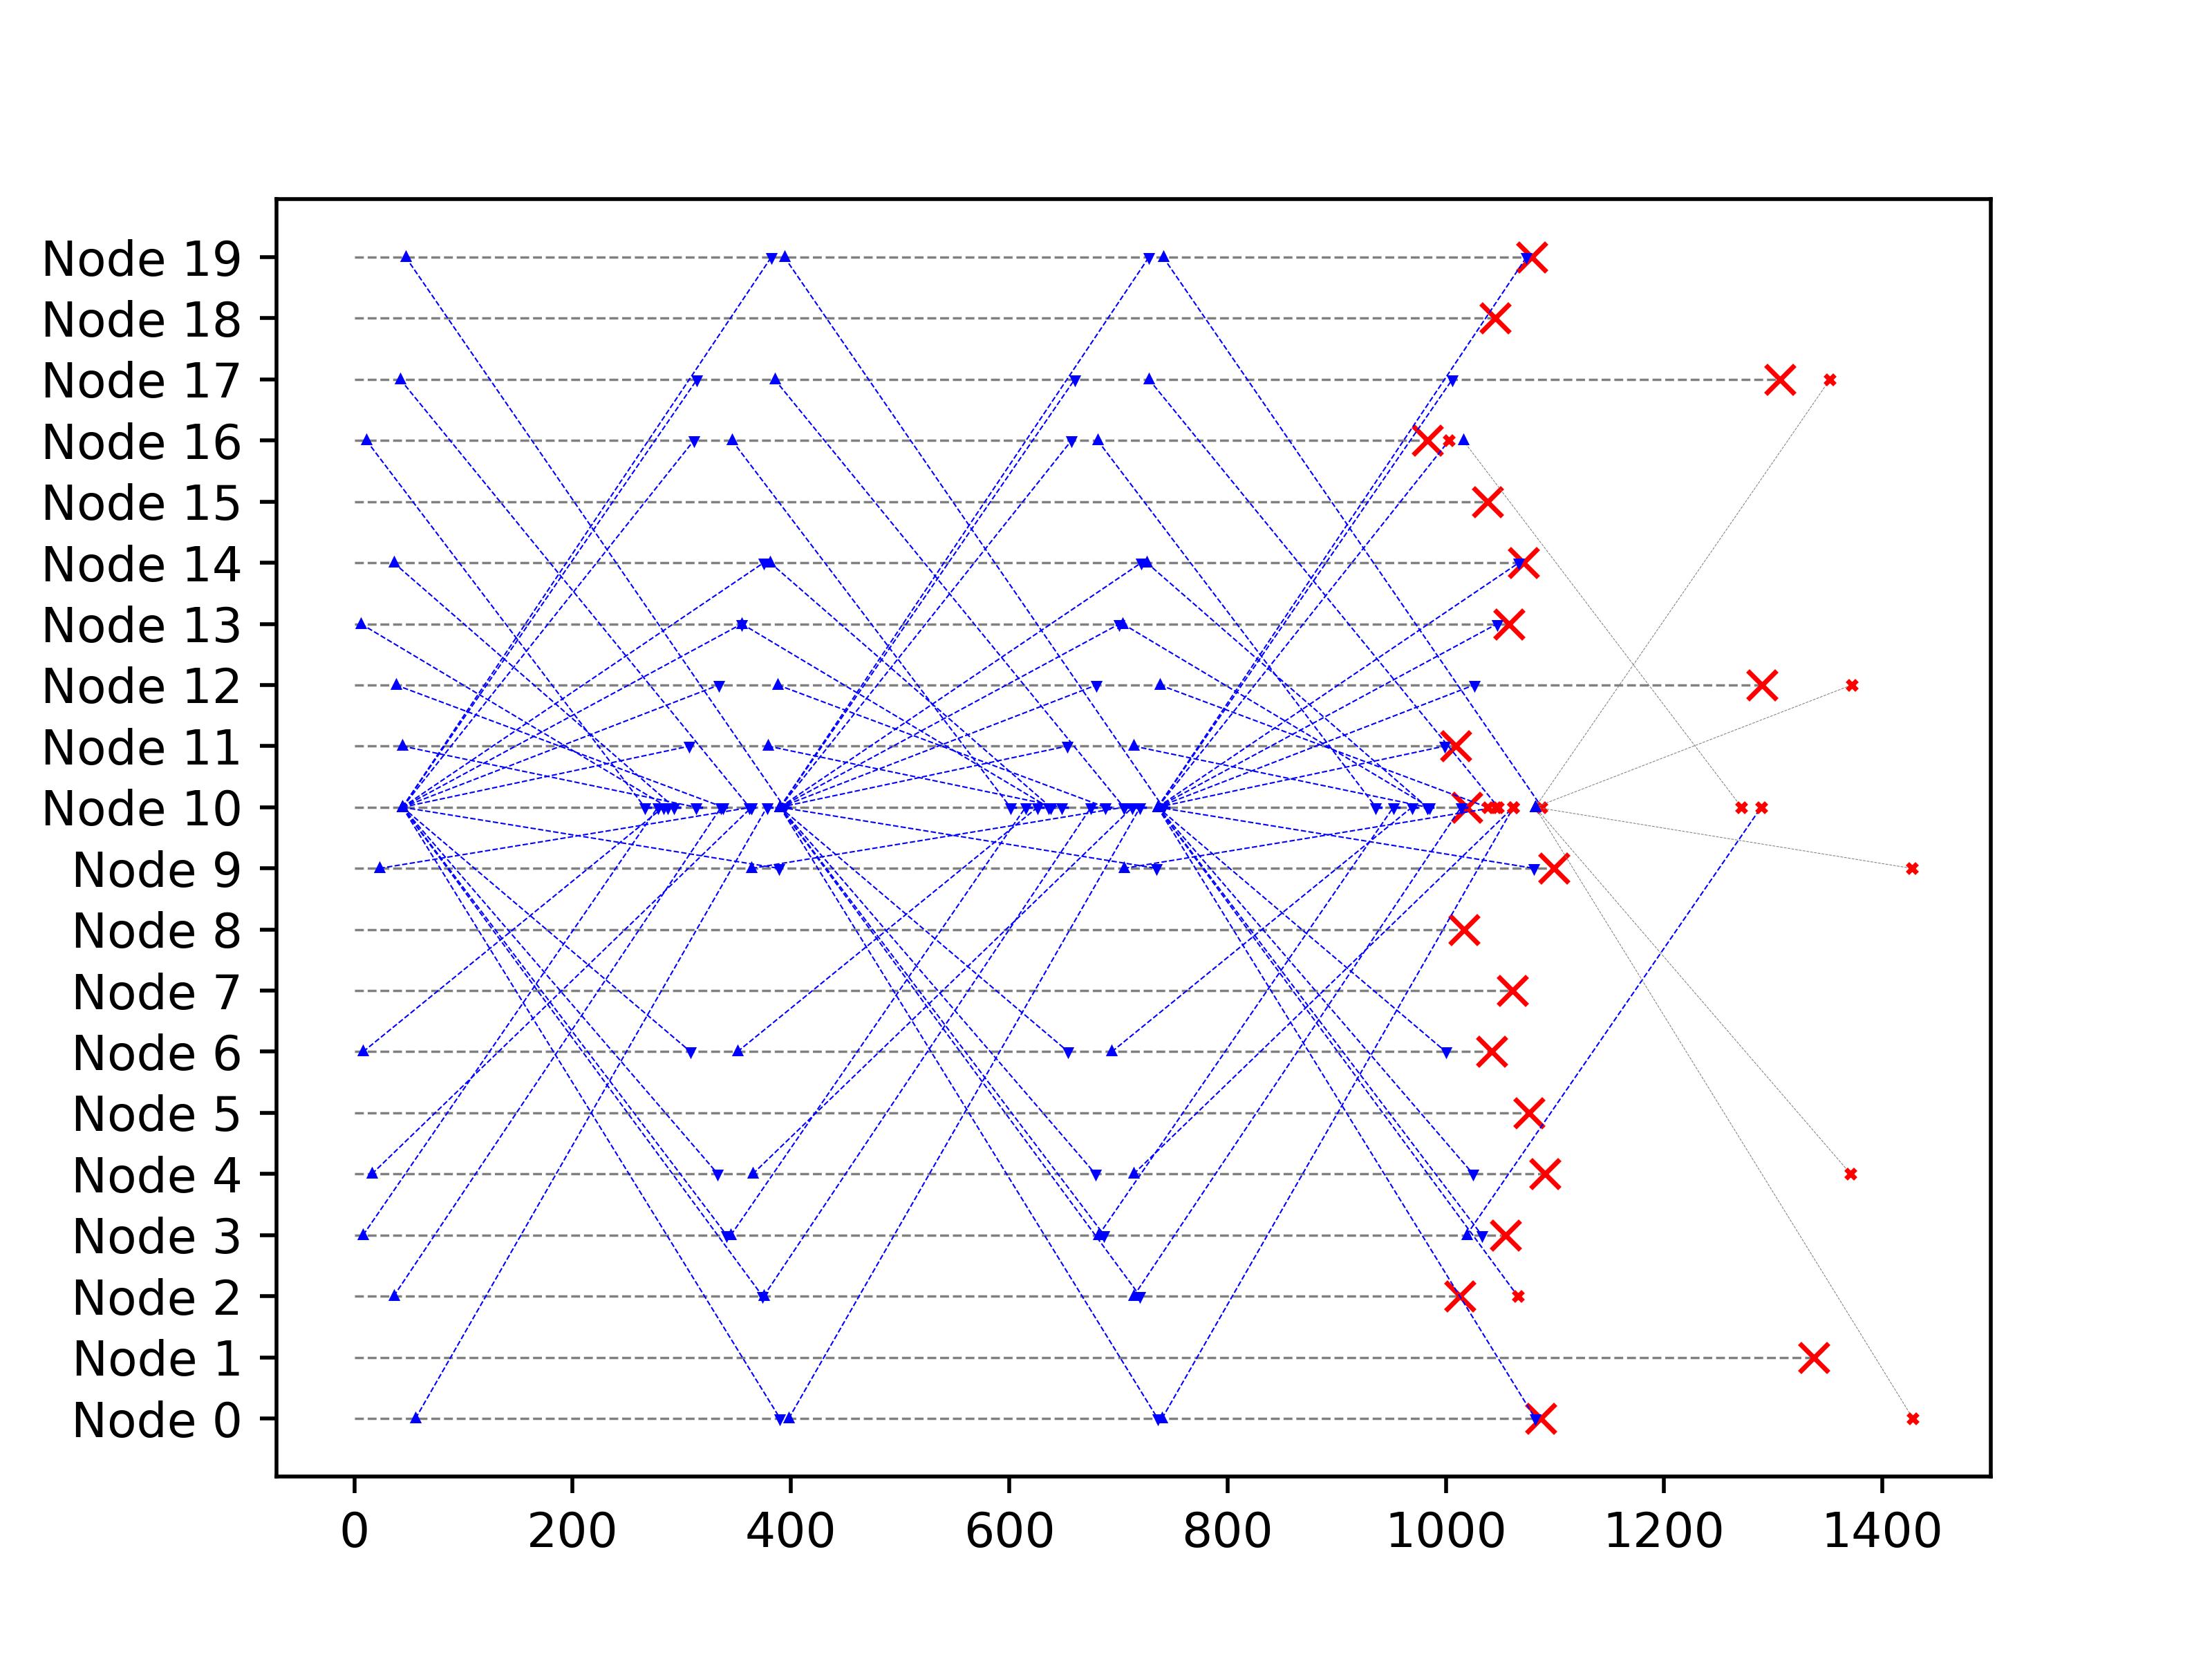 Node 19
Node 18
Node 17
Node 16
Node 15
Node 14
Node 13
Node 12
Node 11
Node 10
Node 9
Node 8
Node 7
Node 6
Node 5
Node 4
Node 3
Node 2
Node 1
Node 0
0 200 400 600 800 1000 1200 1400